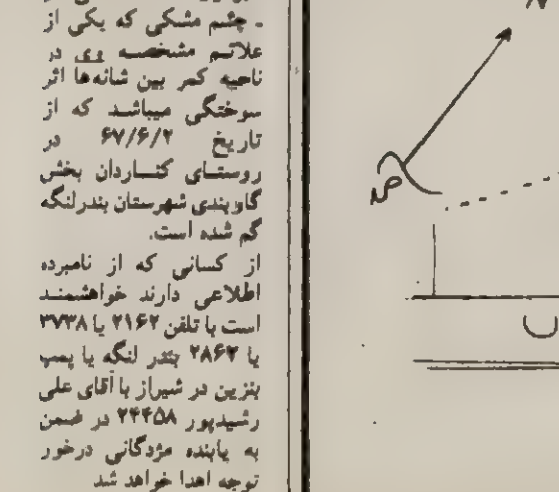 ـ چشم مشکی که یکی از
علائم مشخصه وی در
ناحیه کمر بین شانه‌ها اثر
سوختگی میباشد که از
تاریخ ۶۷/۶/۲ در
روستای کناردان بخش
گاوبندی شهرستان بندرلنگه
گم شده است.
از کسانی که از نامبرده
اطلاعی دارند خواهشمند
است با تلفن ۲۱۶۲ یا ۳۷۳۸
یا ۲۸۶۷ بندر لنگه یا پمپ
بنزین در شیراز با آقای علی
رشیدپور ۲۴۴۵۸ در ضمن
به یابنده مژدگانی درخور
توجه اهدا خواهد شد